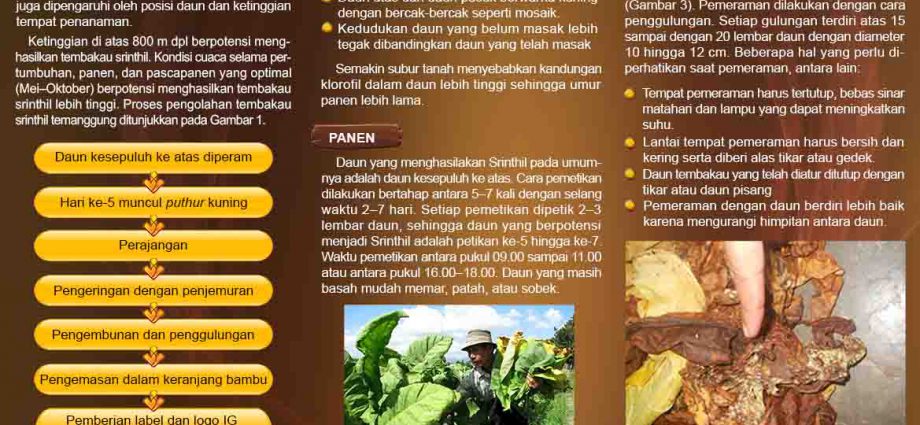 juga dipengaruhi oleh posisi daun dan ketinggian
tempat penanaman.
Ketinggian di atas 800 m dpl berpotensi meng-
hasilkan tembakau srinthil. Kondisi cuaca selama per-
tumbuhan, panen, dan pascapanen yang optimal
(Mei–Oktober) berpotensi menghasilkan tembakau
srinthil lebih tinggi. Proses pengolahan tembakau
srinthil temanggung ditunjukkan pada Gambar 1.
Daun kesepuluh ke atas diperam
Hari ke-5 muncul puthur kuning
Perajangan
Pengeringan dengan penjemuran
Pengembunan dan penggulungan
Pengemasan dalam keranjang bambu
Pemberian label dan logo IG
dengan bercak-bercak seperti mosaik.
Kedudukan daun yang belum masak lebih
tegak dibandingkan daun yang telah masak
Semakin subur tanah menyebabkan kandungan
klorofil dalam daun lebih tinggi sehingga umur
panen lebih lama.
PANEN
Daun yang menghasilakan Srinthil pada umum-
nya adalah daun kesepuluh ke atas. Cara pemetikan
dilakukan bertahap antara 5–7 kali dengan selang
waktu 2–7 hari. Setiap pemetikan dipetik 2–3
lembar daun, sehingga daun yang berpotensi
menjadi Srinthil adalah petikan ke-5 hingga ke-7.
Waktu pemetikan antara pukul 09.00 sampai 11.00
atau antara pukul 16.00–18.00. Daun yang masih
basah mudah memar, patah, atau sobek.
(Gambar 3). Pemeraman dilakukan dengan cara
penggulungan. Setiap gulungan terdiri atas 15
sampai dengan 20 lembar daun dengan diameter
10 hingga 12 cm. Beberapa hal yang perlu di-
perhatikan saat pemeraman, antara lain:
Tempat pemeraman harus tertutup, bebas sinar
matahari dan lampu yang dapat meningkatkan
suhu.
Lantai tempat pemeraman harus bersih dan
kering serta diberi alas tikar atau gedek.
Daun tembakau yang telah diatur ditutup dengan
tikar atau daun pisang
Pemeraman dengan daun berdiri lebih baik
karena mengurangi himpitan antara daun.